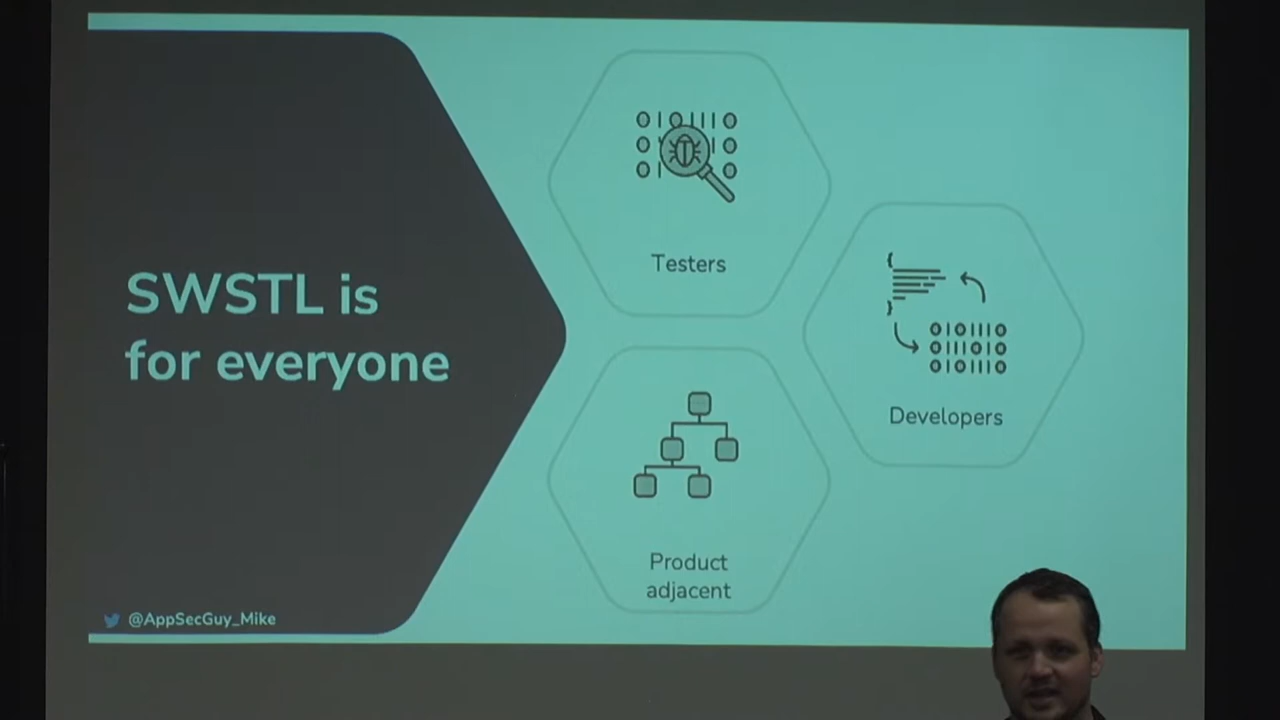 SWSTL is
for everyone
Testers
Developers
Product
adjacent
@AppSecGuy_Mike